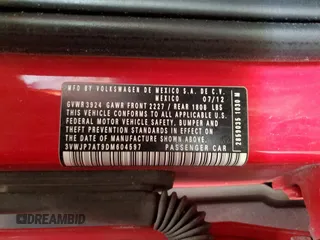 MFD BY VOLKSWAGEN DE MEXICO S.A. DE C.V.
MEXICO 07/12
GVWR 3924 GAWR FRONT 2227 / REAR 1808 LBS
THIS VEHICLE CONFORMS TO ALL APPLICABLE U.S.
FEDERAL MOTOR VEHICLE SAFETY, BUMPER, AND
THEFT PREVENTION STANDARDS IN EFFECT ON
THE DATE OF MANUFACTURE SHOWN ABOVE.
3VWJP7AT9DM604597 PASSENGER CAR
2059035 1030 M
DREAMBID